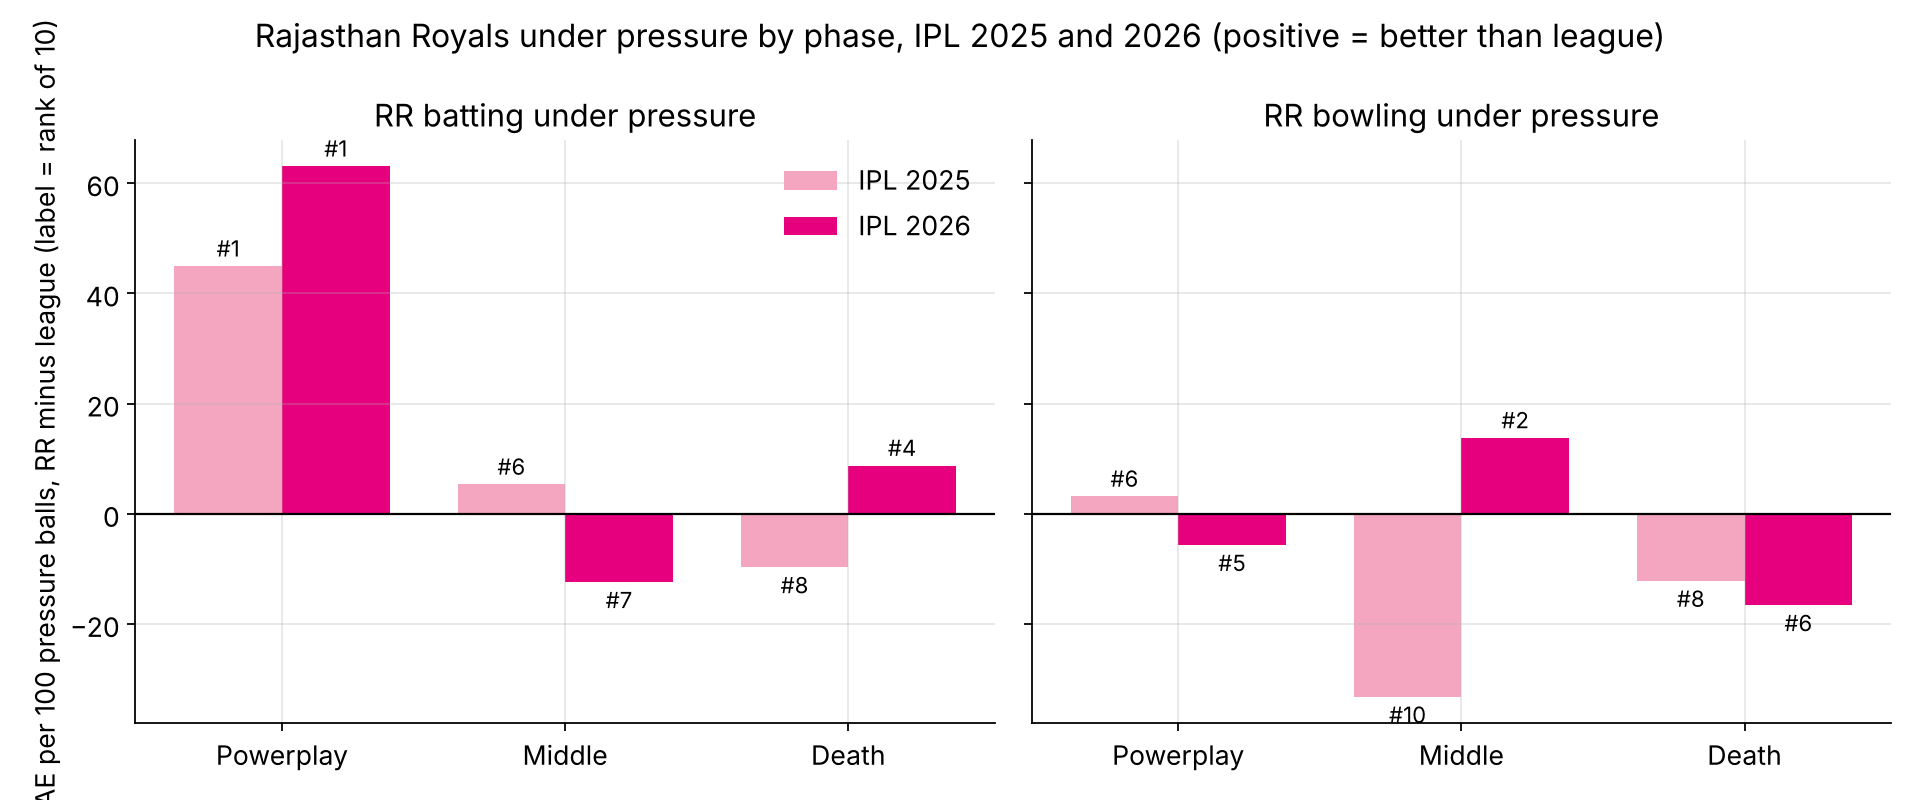 Rajasthan Royals under pressure by phase, IPL 2025 and 2026 (positive = better than league)
AE per 100 pressure balls, RR minus league (label = rank of 10)
RR batting under pressure
60
40
20
0
−20
#1
#1
#6
#7
#8
#4
IPL 2025
IPL 2026
Powerplay
Middle
Death
RR bowling under pressure
#6
#5
#10
#2
#8
#6
Powerplay
Middle
Death